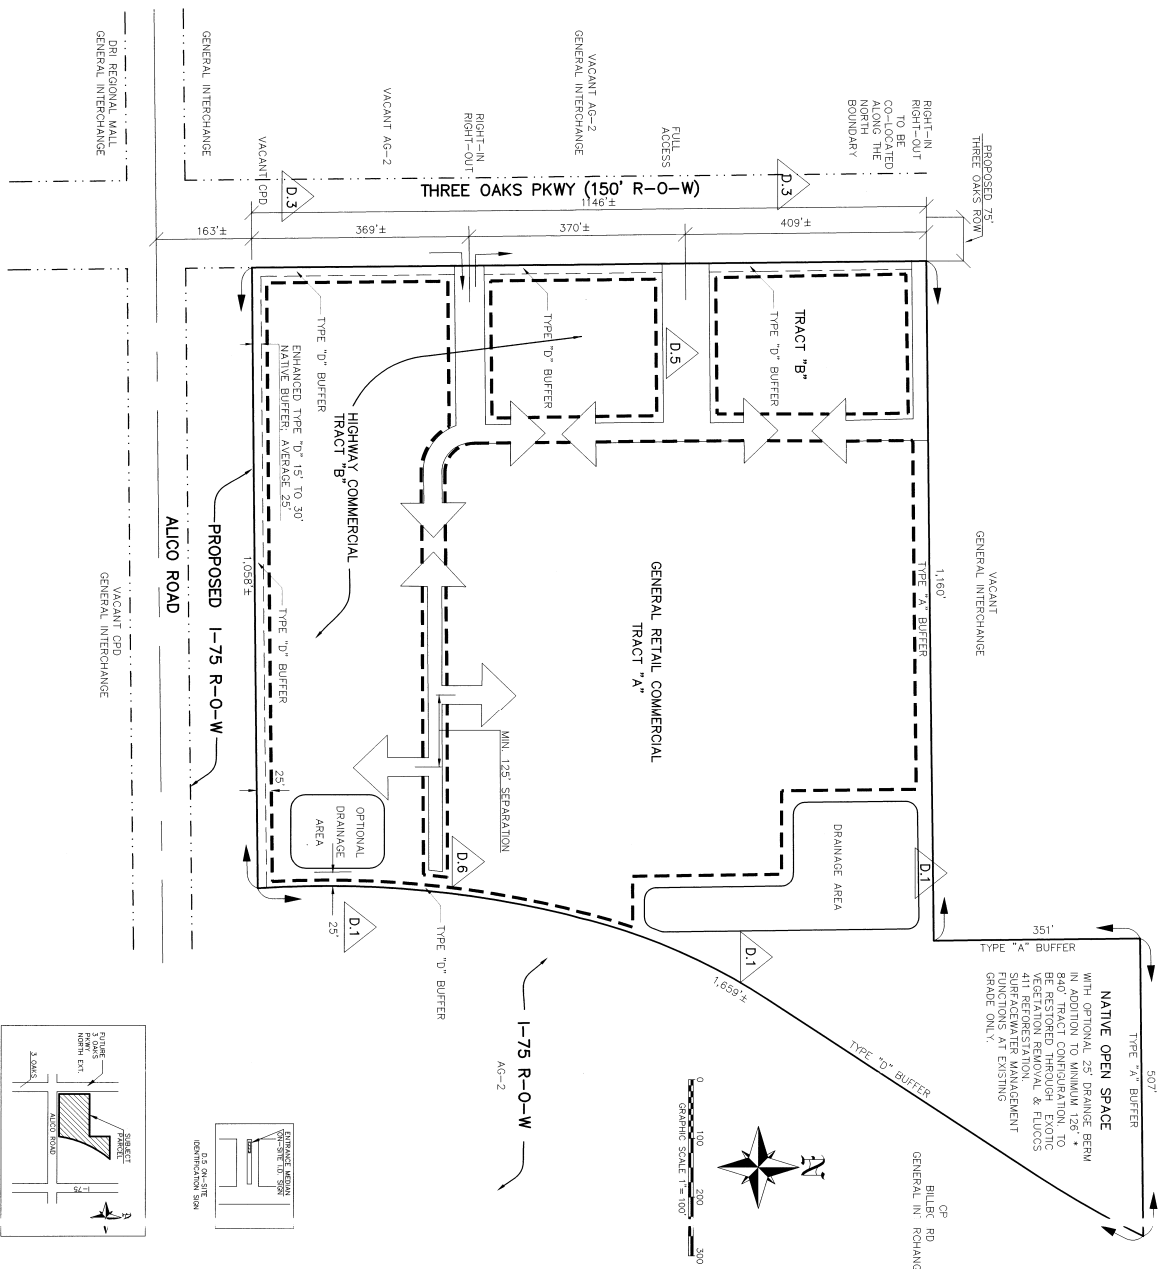 PROPOSED 75'
THREE OAKS ROW
RIGHT-IN
RIGHT-OUT
TO BE
CO-LOCATED
ALONG THE
NORTH
BOUNDARY
FULL
ACCESS
VACANT AG-2
GENERAL INTERCHANGE
RIGHT-IN
RIGHT-OUT
VACANT AG-2
VACANT CPD
GENERAL INTERCHANGE
DRI REGIONAL MALL
GENERAL INTERCHANGE
THREE OAKS PKWY (150' R-O-W)
D.3
D.3
1146'±
163'±
369'±
370'±
409'±
TYPE "D" BUFFER
TYPE "D" BUFFER
TYPE "D" BUFFER
TRACT "B"
D.5
HIGHWAY COMMERCIAL
TRACT "B"
ENHANCED TYPE "D" 15' TO 30'
NATIVE BUFFER; AVERAGE 25'
TYPE "D" BUFFER
1,058'±
PROPOSED I-75 R-O-W
ALICO ROAD
VACANT CPD
GENERAL INTERCHANGE
GENERAL RETAIL COMMERCIAL
TRACT "A"
1,160'
TYPE "A" BUFFER
VACANT
GENERAL INTERCHANGE
MIN. 125' SEPARATION
25'
OPTIONAL
DRAINAGE
AREA
D.6
DRAINAGE AREA
D.1
D.1
D.1
25'
TYPE "D" BUFFER
1,659'±
351'
TYPE "A" BUFFER
507'
TYPE "A" BUFFER
NATIVE OPEN SPACE
WITH OPTIONAL 25' DRAINGE BERM
IN ADDITION TO MINIMUM 126' *
840' TRACT CONFIGURATION, TO
BE RESTORED THROUGH EXOTIC
VEGETATION REMOVAL & FLUCCS
411 REFORESTATION.
SURFACEWATER MANAGEMENT
FUNCTIONS AT EXISTING
GRADE ONLY.
TYPE "D" BUFFER
I-75 R-O-W
AG-2
0 100 200 300
GRAPHIC SCALE 1"= 100'
N
CP
BILLBO RD
GENERAL IN RCHANG
ENTRANCE MEDIAN
ON-SITE I.D. SIGN
D.5 ON-SITE
IDENTIFICATION SIGN
FUTURE
3 OAKS
PKWY
NORTH EXT.
3 OAKS
SUBJECT
PARCEL
ALICO ROAD
I-75
N